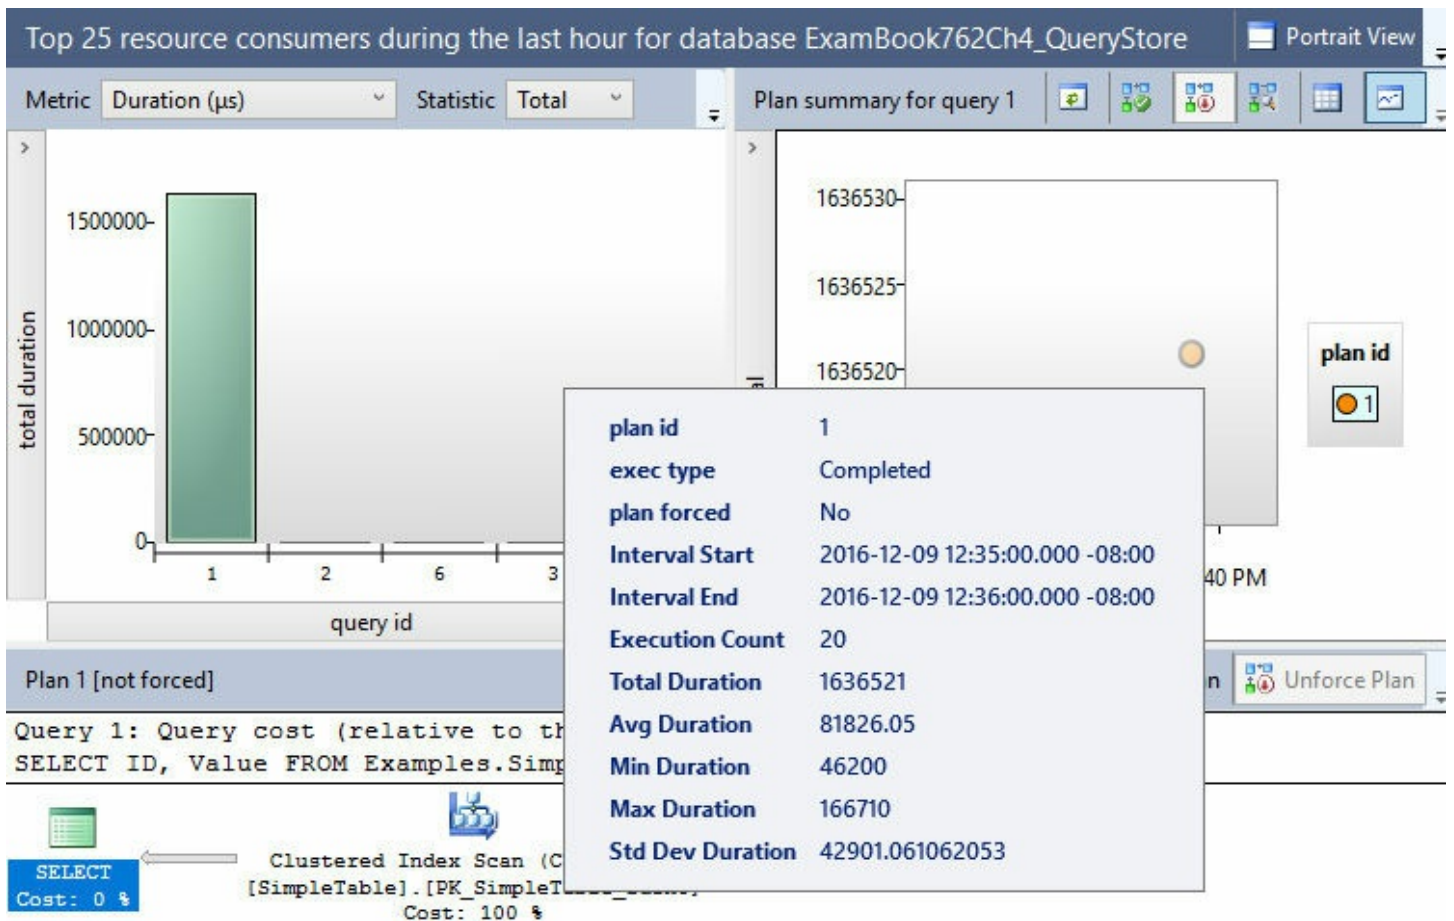 Top 25 resource consumers during the last hour for database ExamBook762Ch4_QueryStore
Portrait View
Metric Duration (µs) Statistic Total
Plan summary for query 1
1500000
1000000
500000
0
total duration
1 2 6 3
query id
1636530
1636525
1636520
40 PM
plan id
1
plan id 1
exec type Completed
plan forced No
Interval Start 2016-12-09 12:35:00.000 -08:00
Interval End 2016-12-09 12:36:00.000 -08:00
Execution Count 20
Total Duration 1636521
Avg Duration 81826.05
Min Duration 46200
Max Duration 166710
Std Dev Duration 42901.061062053
Plan 1 [not forced]
Unforce Plan
Query 1: Query cost (relative to th
SELECT ID, Value FROM Examples.Simp
SELECT
Cost: 0 %
Clustered Index Scan (C
[SimpleTable].[PK_SimpleT
Cost: 100 %